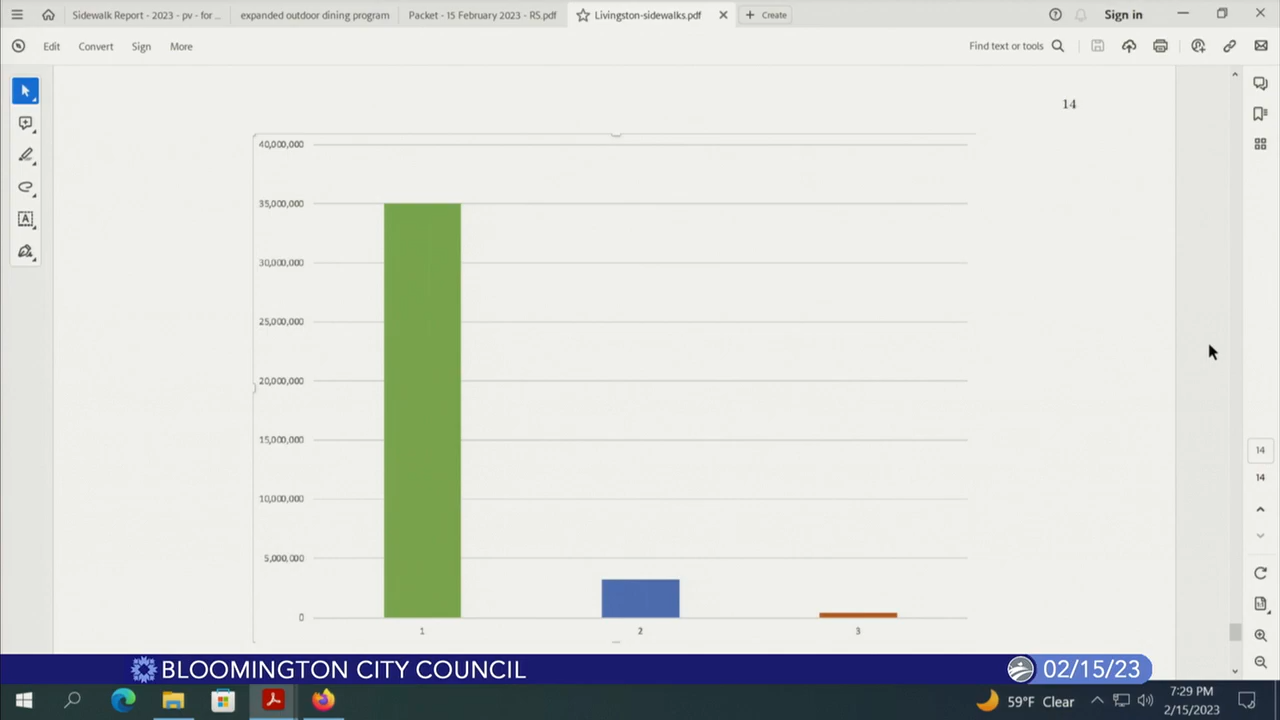 Sidewalk Report - 2023 - pv - for ...
expanded outdoor dining program
Packet - 15 February 2023 - RS.pdf
Livingston-sidewalks.pdf
Create
Sign in
Edit
Convert
Sign
More
Find text or tools
14
40,000,000
35,000,000
30,000,000
25,000,000
20,000,000
15,000,000
10,000,000
5,000,000
0
1
2
3
14
14
BLOOMINGTON CITY COUNCIL
02/15/23
59°F Clear
7:29 PM
2/15/2023